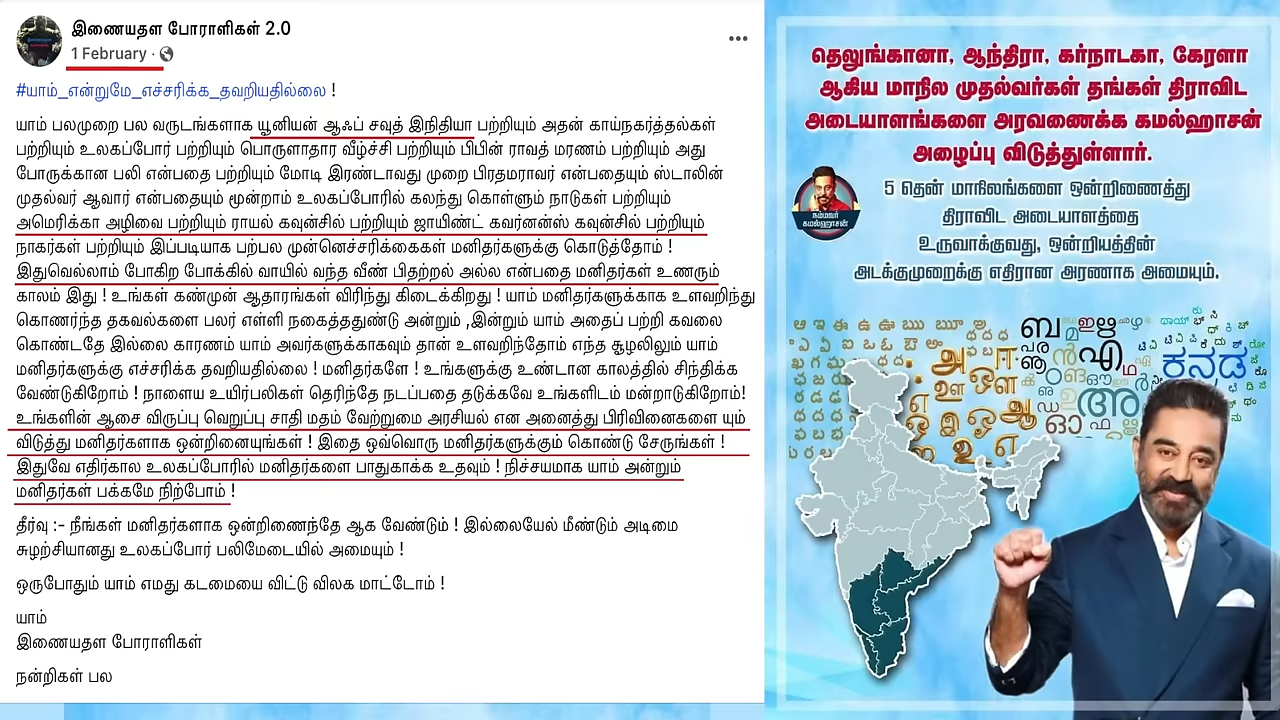 இணையதள போராளிகள் 2.0
1 February
#யாம்_என்றுமே_எச்சரிக்க_தவறியதில்லை !
யாம் பலமுறை பல வருடங்களாக யூனியன் ஆஃப் சவுத் இநிதியா பற்றியும் அதன் காய்நகர்த்தல்கள்
பற்றியும் உலகப்போர் பற்றியும் பொருளாதார வீழ்ச்சி பற்றியும் பிபின் ராவத் மரணம் பற்றியும் அது
போருக்கான பலி என்பதை பற்றியும் மோடி இரண்டாவது முறை பிரதமராவர் என்பதையும் ஸ்டாலின்
முதல்வர் ஆவார் என்பதையும் மூன்றாம் உலகப்போரில் கலந்து கொள்ளும் நாடுகள் பற்றியும்
அமெரிக்கா அழிவை பற்றியும் ராயல் கவுன்சில் பற்றியும் ஜாயிண்ட் கவர்னன்ஸ் கவுன்சில் பற்றியும்
நாகர்கள் பற்றியும் இப்படியாக பற்பல முன்னெச்சரிக்கைகள் மனிதர்களுக்கு கொடுத்தோம் !
இதுவெல்லாம் போகிற போக்கில் வாயில் வந்த வீண் பிதற்றல் அல்ல என்பதை மனிதர்கள் உணரும்
காலம் இது ! உங்கள் கண்முன் ஆதாரங்கள் விரிந்து கிடைக்கிறது ! யாம் மனிதர்களுக்காக உளவறிந்து
கொணர்ந்த தகவல்களை பலர் எள்ளி நகைத்ததுண்டு அன்றும் ,இன்றும் யாம் அதைப் பற்றி கவலை
கொண்டதே இல்லை காரணம் யாம் அவர்களுக்காகவும் தான் உளவறிந்தோம் எந்த சூழலிலும் யாம்
மனிதர்களுக்கு எச்சரிக்க தவறியதில்லை ! மனிதர்களே ! உங்களுக்கு உண்டான காலத்தில் சிந்திக்க
வேண்டுகிறோம் ! நாளைய உயிர்பலிகள் தெரிந்தே நடப்பதை தடுக்கவே உங்களிடம் மன்றாடுகிறோம்!
உங்களின் ஆசை விருப்பு வெறுப்பு சாதி மதம் வேற்றுமை அரசியல் என அனைத்து பிரிவினைகளை யும்
விடுத்து மனிதர்களாக ஒன்றினையுங்கள் ! இதை ஒவ்வொரு மனிதர்களுக்கும் கொண்டு சேருங்கள் !
இதுவே எதிர்கால உலகப்போரில் மனிதர்களை பாதுகாக்க உதவும் ! நிச்சயமாக யாம் அன்றும்
மனிதர்கள் பக்கமே நிற்போம் !
தீர்வு :- நீங்கள் மனிதர்களாக ஒன்றிணைந்தே ஆக வேண்டும் ! இல்லையேல் மீண்டும் அடிமை
சுழற்சியானது உலகப்போர் பலிமேடையில் அமையும் !
ஒருபோதும் யாம் எமது கடமையை விட்டு விலக மாட்டோம் !
யாம்
இணையதள போராளிகள்
நன்றிகள் பல
தெலுங்கானா, ஆந்திரா, கர்நாடகா, கேரளா
ஆகிய மாநில முதல்வர்கள் தங்கள் திராவிட
அடையாளங்களை அரவணைக்க கமல்ஹாசன்
அழைப்பு விடுத்துள்ளார்.
நம்மவர்
கமல்ஹாசன்
5 தென் மாநிலங்களை ஒன்றிணைத்து
திராவிட அடையாளத்தை
உருவாக்குவது, ஒன்றியத்தின்
அடக்குமுறைக்கு எதிரான அரணாக அமையும்.
ಕನಡ